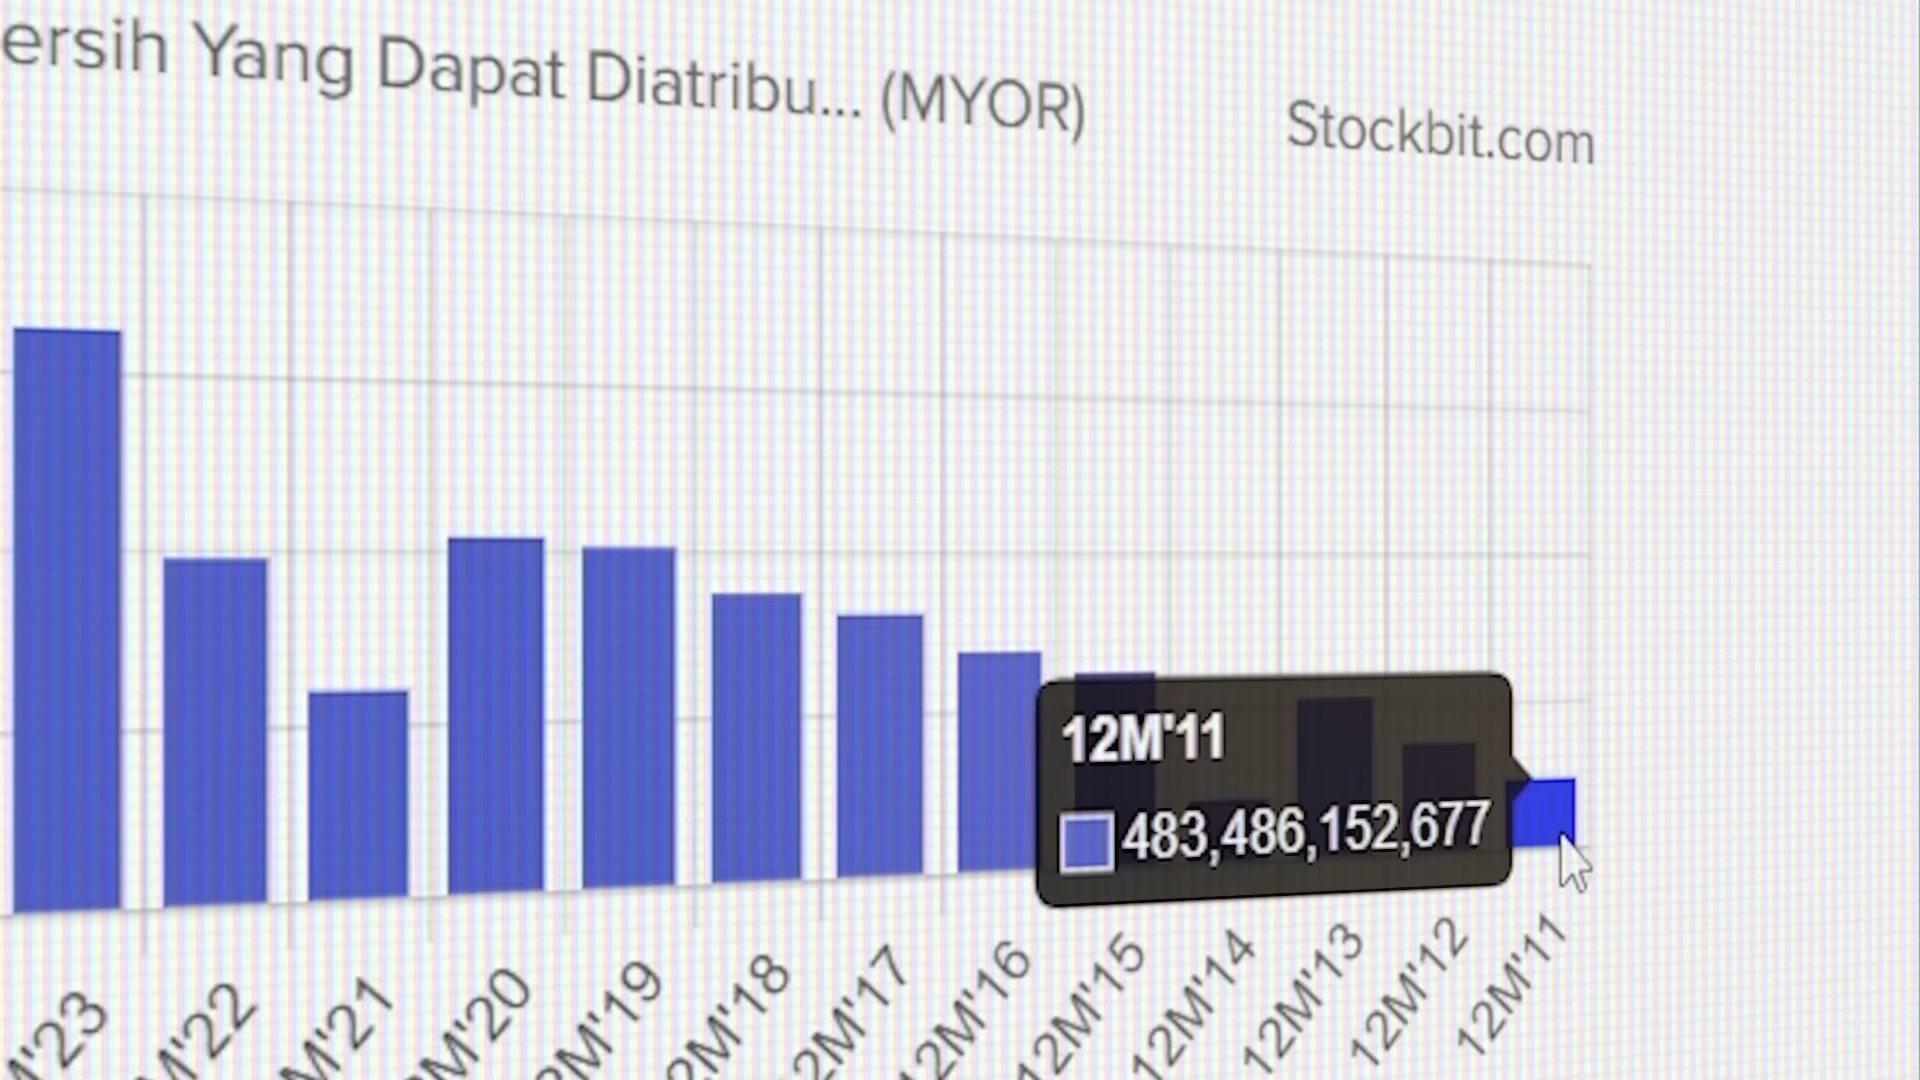 ersih Yang Dapat Diatribu... (MYOR)
Stockbit.com
12M'11
483,486,152,677
M'23
M'22
M'21
2M'20
2M'19
2M'18
12M'17
12M'16
12M'15
12M'14
12M'13
12M'12
12M'11